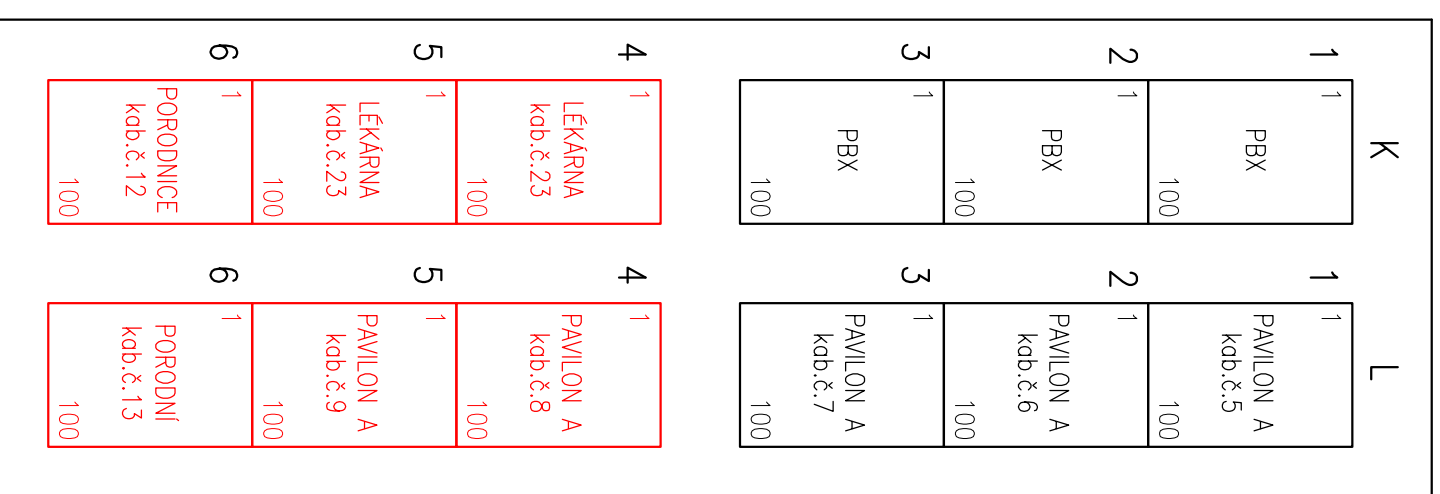 K
1
1
PBX
100
2
1
PBX
100
3
1
PBX
100
4
1
LÉKÁRNA
kab.č.23
100
5
1
LÉKÁRNA
kab.č.23
100
6
1
PORODNICE
kab.č.12
100
L
1
1
PAVILON A
kab.č.5
100
2
1
PAVILON A
kab.č.6
100
3
1
PAVILON A
kab.č.7
100
4
1
PAVILON A
kab.č.8
100
5
1
PAVILON A
kab.č.9
100
6
1
PORODNÍ
kab.č.13
100